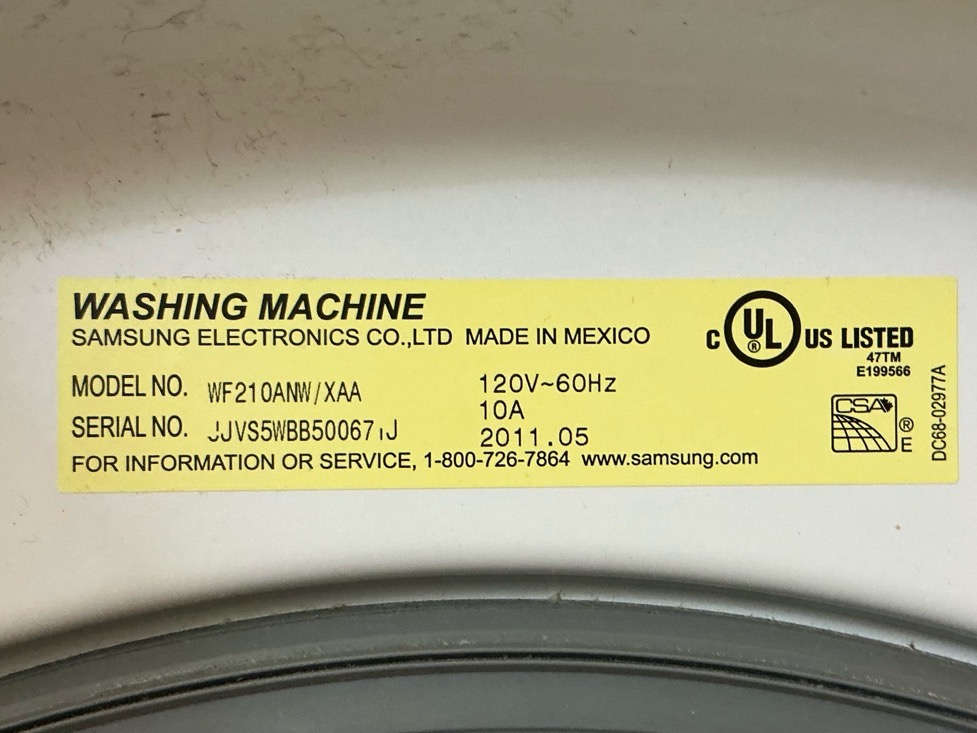 WASHING MACHINE
SAMSUNG ELECTRONICS CO.,LTD MADE IN MEXICO
MODEL NO. WF210ANW/XAA
SERIAL NO.
120V~60Hz
10A
2011.05
FOR INFORMATION OR SERVICE, 1-800-726-7864 www.samsung.com
C UL ® US LISTED
47TM
E199566
CSA ®
E
DC68-02977A